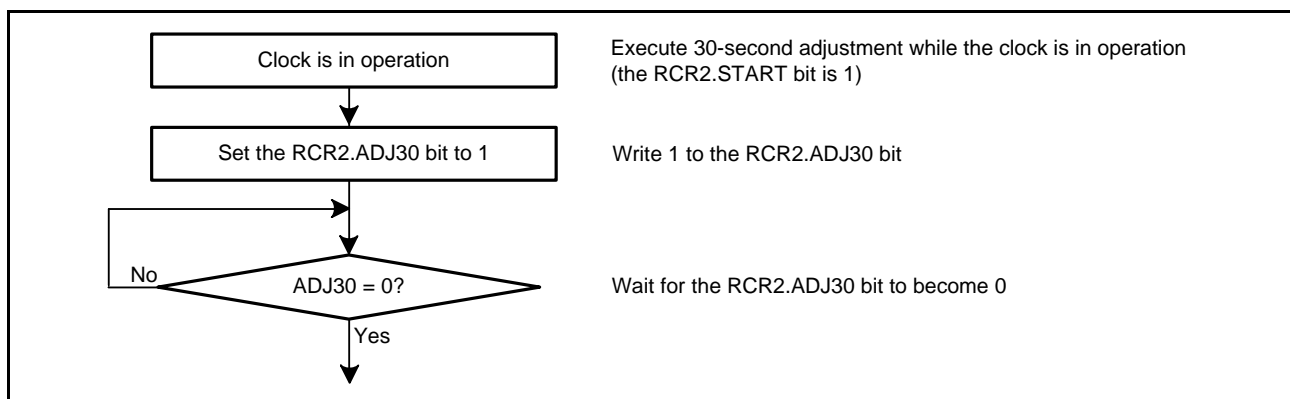 Clock is in operation
Execute 30-second adjustment while the clock is in operation
(the RCR2.START bit is 1)
Set the RCR2.ADJ30 bit to 1
Write 1 to the RCR2.ADJ30 bit
No
ADJ30 = 0?
Wait for the RCR2.ADJ30 bit to become 0
Yes